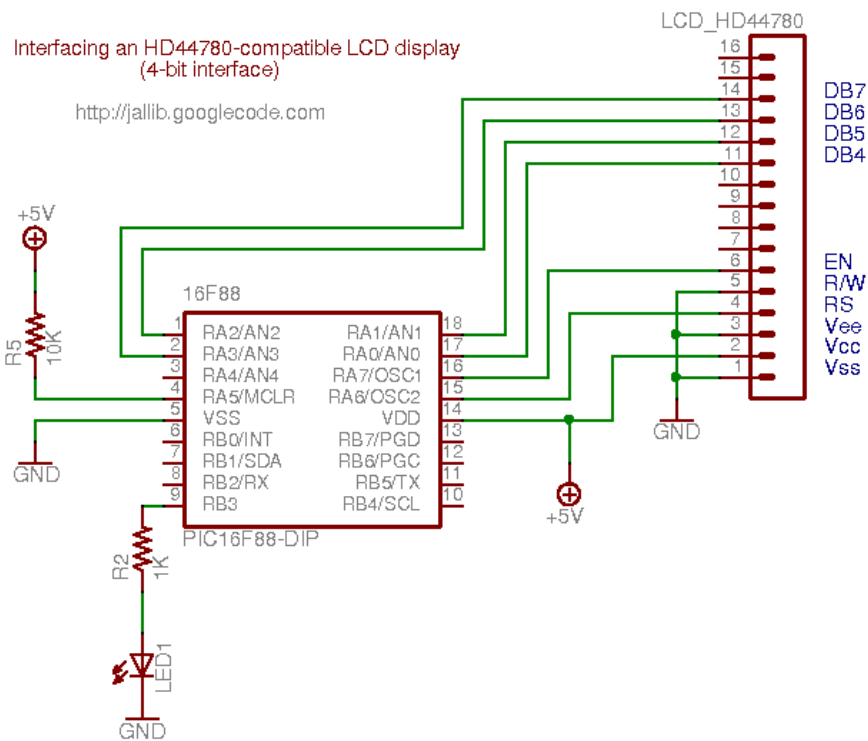 Interfacing an HD44780-compatible LCD display
(4-bit interface)
http://jallib.googlecode.com
LCD_HD44780
16
15
14 DB7
13 DB6
12 DB5
11 DB4
10
9
8
7
6 EN
5 R/W
4 RS
3 Vee
2 Vcc
1 Vss
GND
+5V
R5
10K
GND
16F88
1 RA2/AN2 RA1/AN1 18
2 RA3/AN3 RA0/AN0 17
3 RA4/AN4 RA7/OSC1 16
4 RA5/MCLR RA6/OSC2 15
5 VSS VDD 14
6 RB0/INT RB7/PGD 13
7 RB1/SDA RB6/PGC 12
8 RB2/RX RB5/TX 11
9 RB3 RB4/SCL 10
PIC16F88-DIP
+5V
R2
1K
LED1
GND